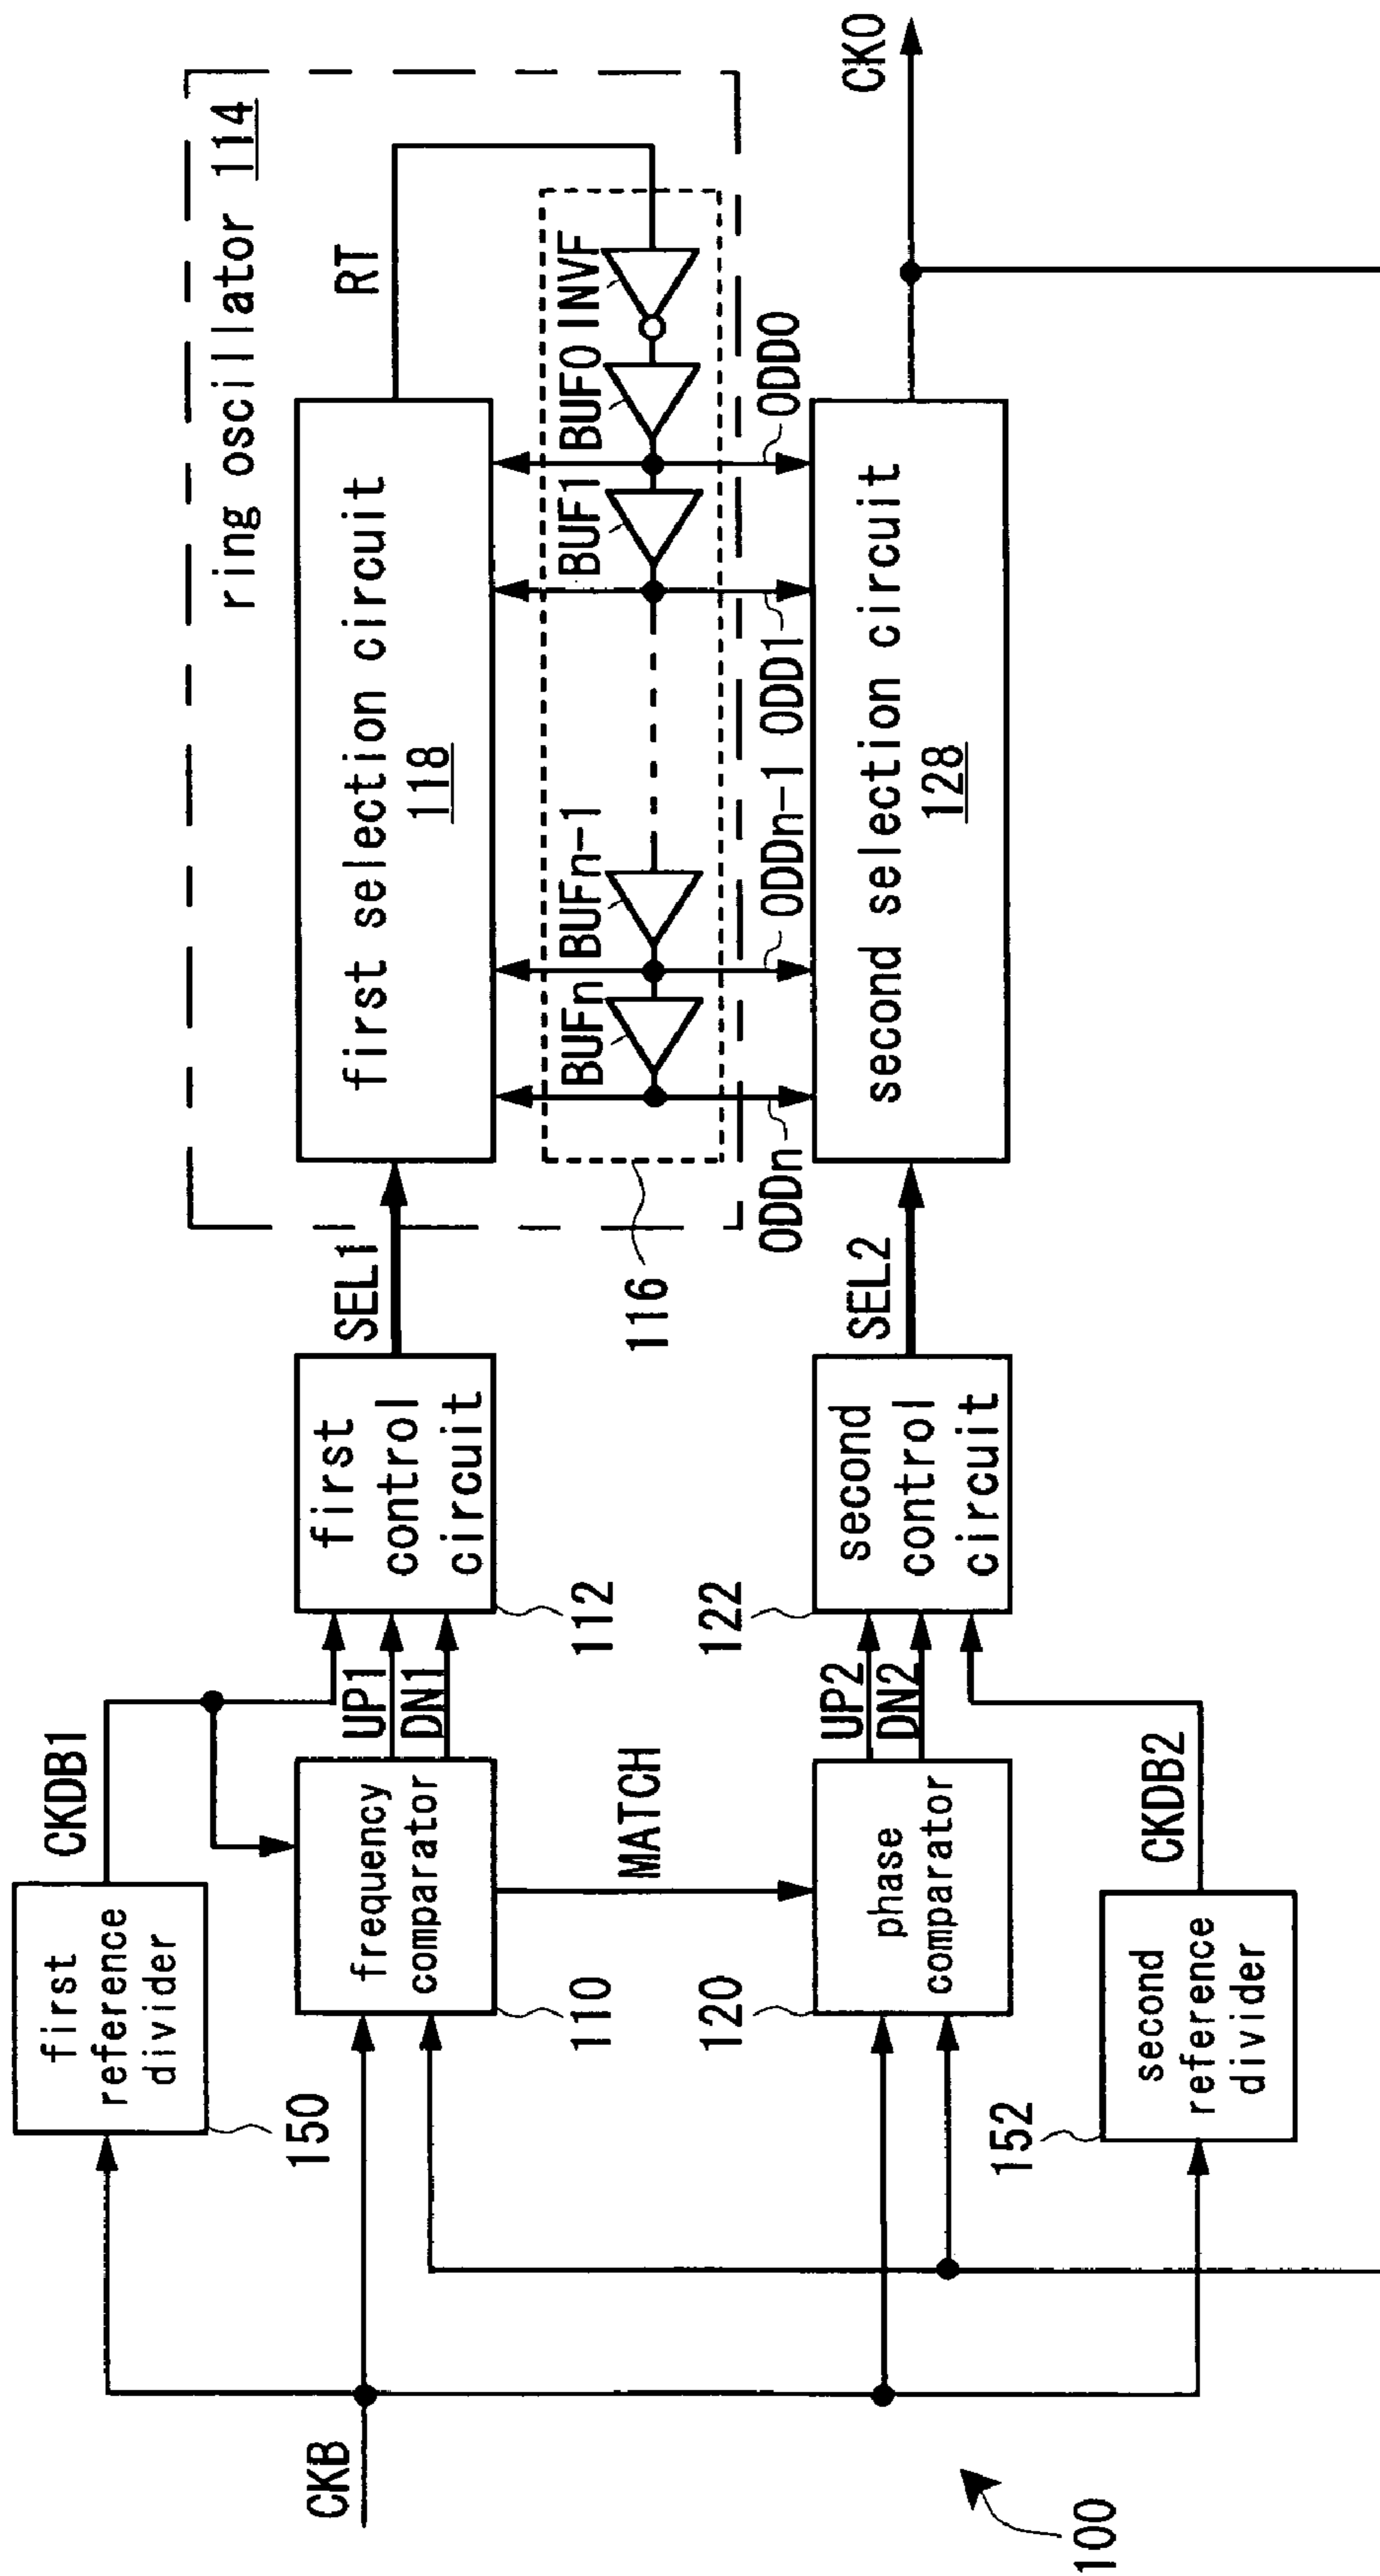 CKB
first
reference
divider
150
CKDB1
frequency
comparator
110
UP1
DN1
first
control
circuit
112
SEL1
ring oscillator 114
first selection circuit
118
RT
BUFn
BUFn-1
BUF1
BUF0
INVF
116
ODDn
ODDn-1
ODD1
ODD0
MATCH
phase
comparator
120
UP2
DN2
second
control
circuit
122
SEL2
second selection circuit
128
CKO
second
reference
divider
152
CKDB2
100